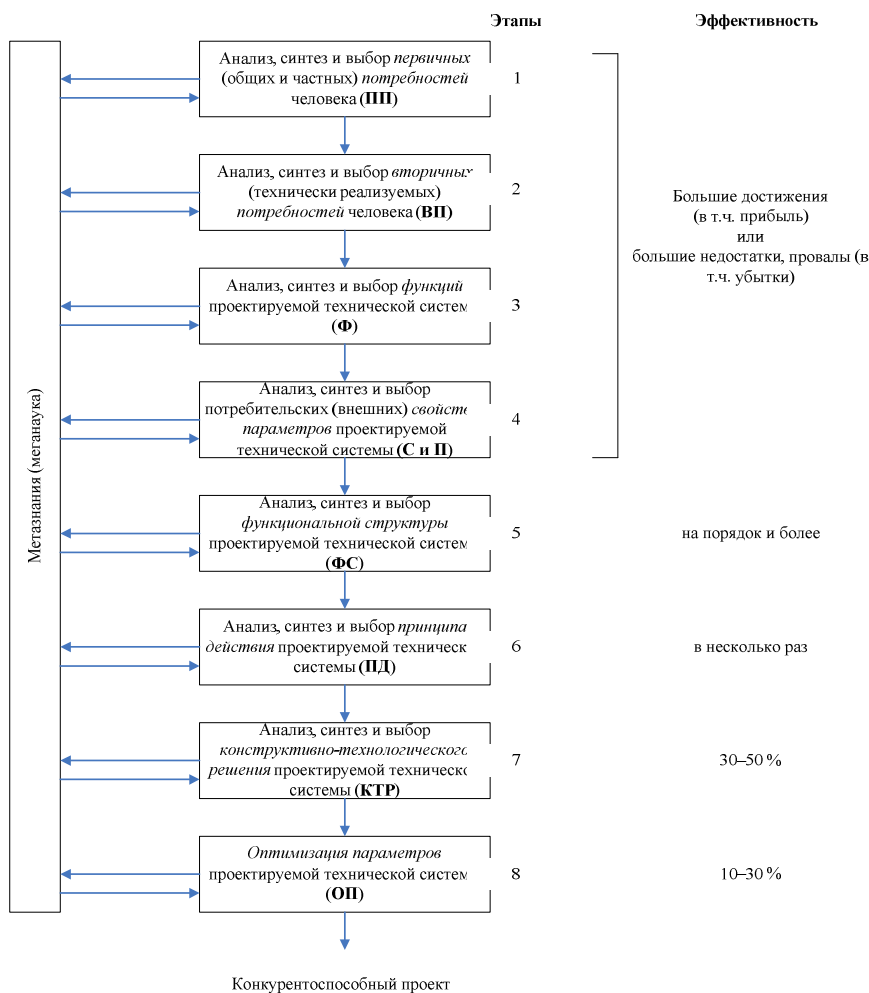 Этапы
Эффективность
Метазнания (меганаука)
Анализ, синтез и выбор первичных
(общих и частных) потребностей
человека (ПП)
1
Анализ, синтез и выбор вторичных
(технически реализуемых)
потребностей человека (ВП)
2
Анализ, синтез и выбор функций
проектируемой технической систем
(Ф)
3
Анализ, синтез и выбор
потребительских (внешних) свойств
параметров проектируемой
технической системы (С и П)
4
Большие достижения
(в т.ч. прибыль)
или
большие недостатки, провалы (в
т.ч. убытки)
Анализ, синтез и выбор
функциональной структуры
проектируемой технической систем
(ФС)
5
на порядок и более
Анализ, синтез и выбор принципа
действия проектируемой техническ
системы (ПД)
6
в несколько раз
Анализ, синтез и выбор
конструктивно-технологического
решения проектируемой техническо
системы (КТР)
7
30–50 %
Оптимизация параметров
проектируемой технической систем
(ОП)
8
10–30 %
Конкурентоспособный проект